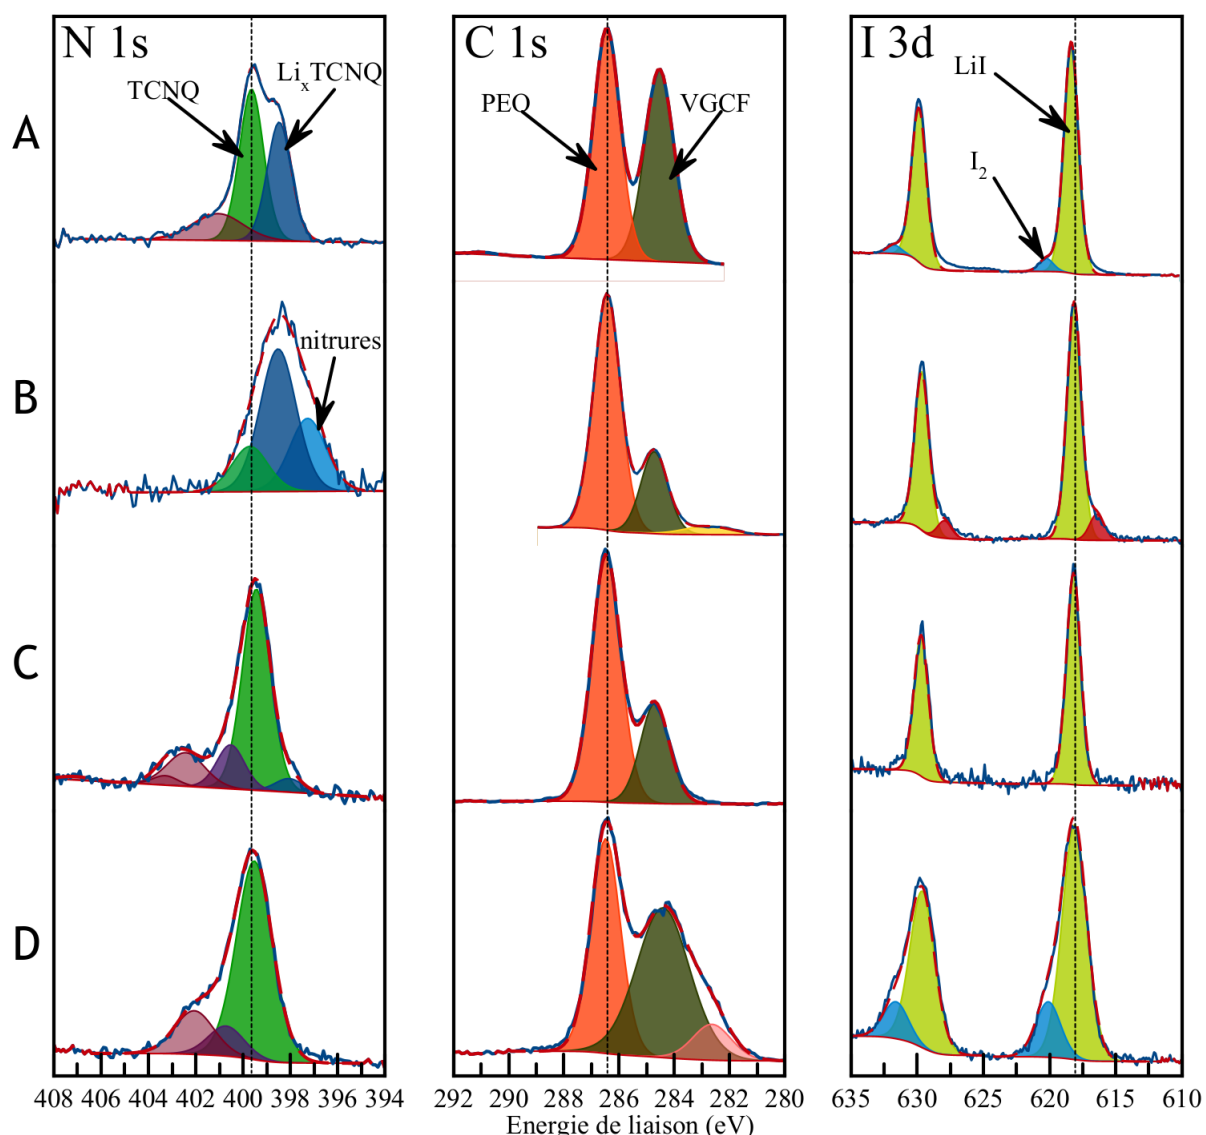 N 1s
C 1s
I 3d
TCNQ
LixTCNQ
PEQ
VGCF
LiI
I2
A
nitrures
B
C
D
408 406 404 402 400 398 396 394
292 290 288 286 284 282 280
635 630 625 620 615 610
Energie de liaison (eV)